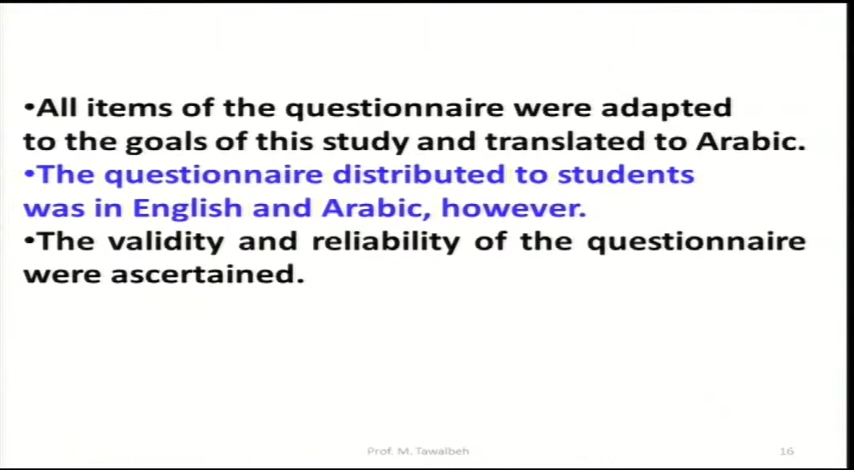 •All items of the questionnaire were adapted
to the goals of this study and translated to Arabic.
•The questionnaire distributed to students
was in English and Arabic, however.
•The validity and reliability of the questionnaire
were ascertained.
Prof. M. Tawalbeh
16